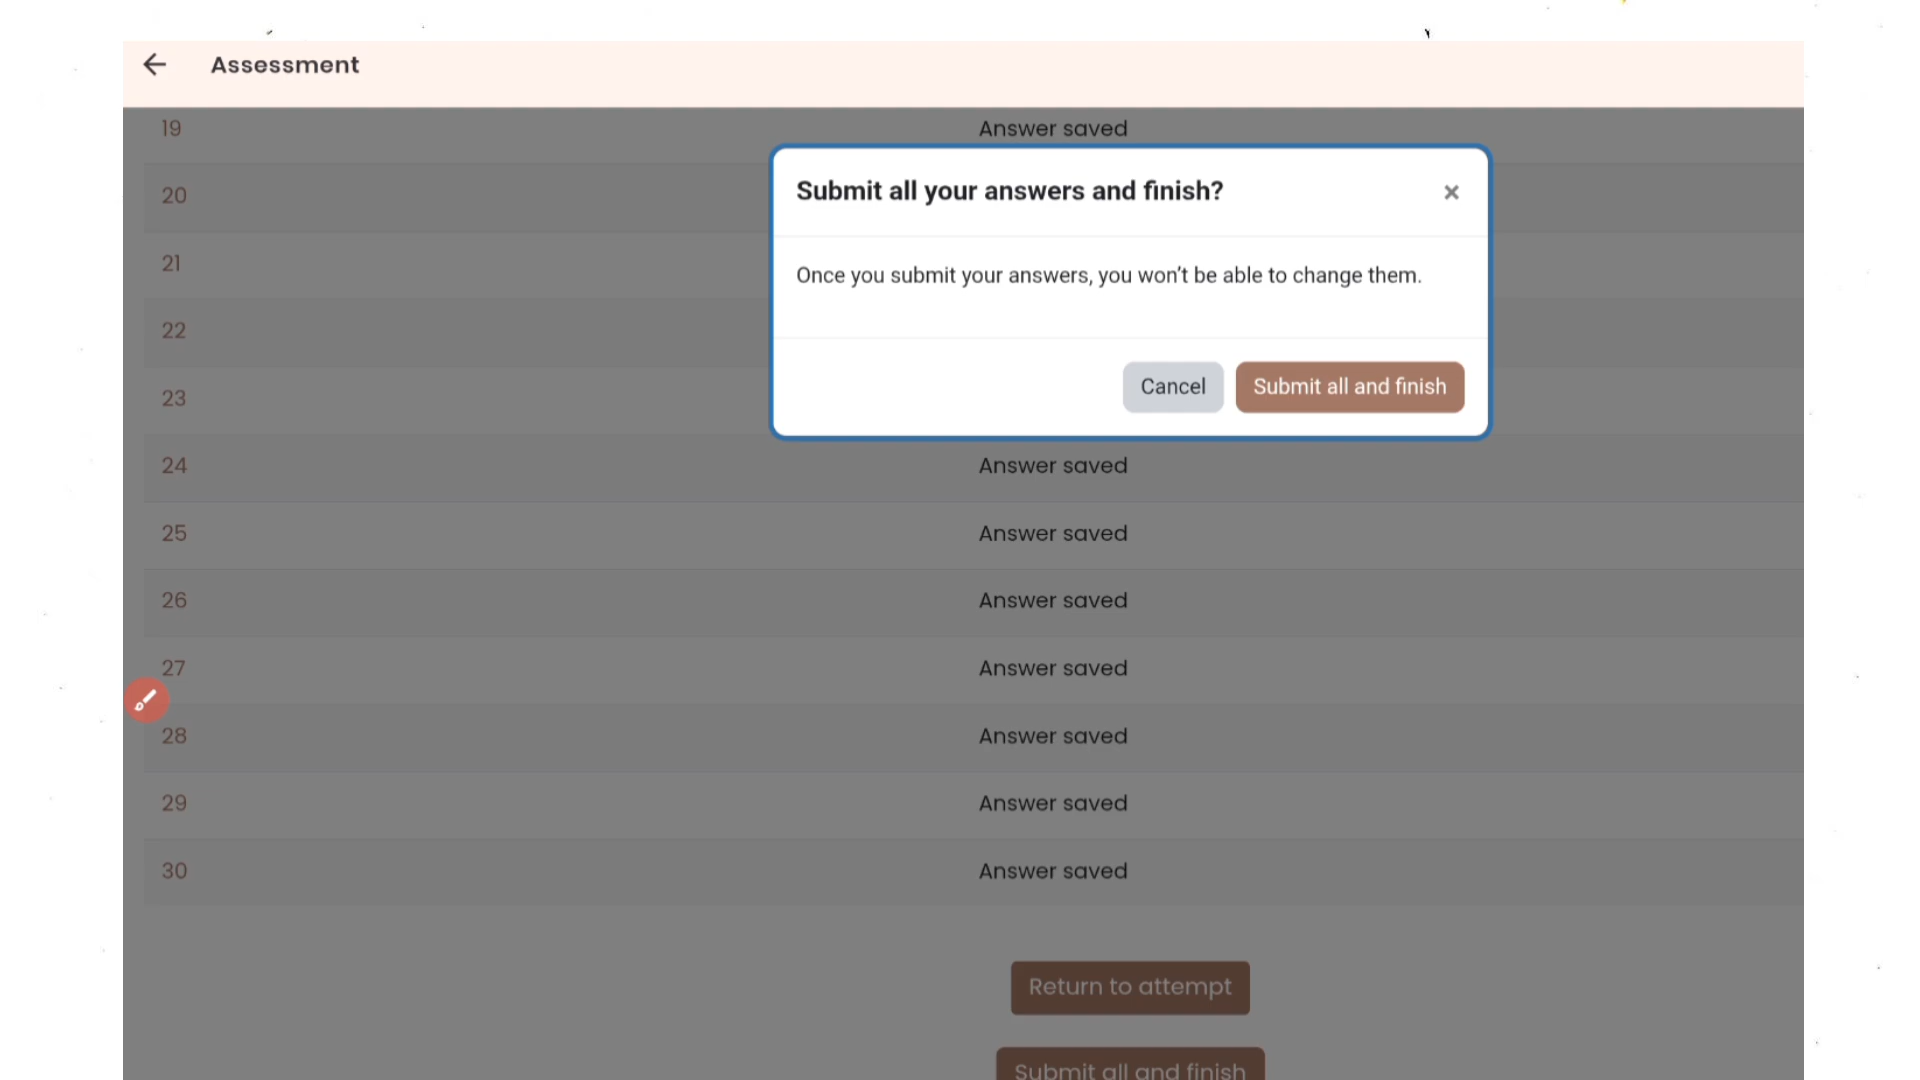 Assessment
19 Answer saved
20
Submit all your answers and finish? ×
21
Once you submit your answers, you won't be able to change them.
22
23
Cancel Submit all and finish
24 Answer saved
25 Answer saved
26 Answer saved
27 Answer saved
28 Answer saved
29 Answer saved
30 Answer saved
Return to attempt
Submit all and finish